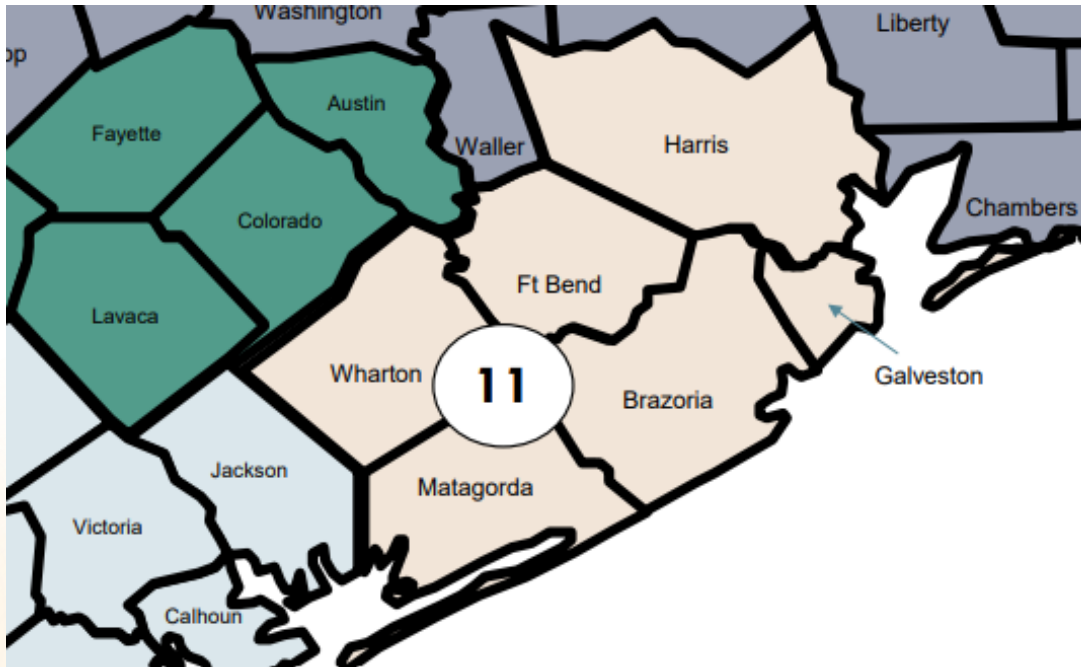 Washington
Liberty
op
Austin
Fayette
Waller
Harris
Chambers
Colorado
Ft Bend
Lavaca
Wharton
11
Galveston
Brazoria
Jackson
Matagorda
Victoria
Calhoun